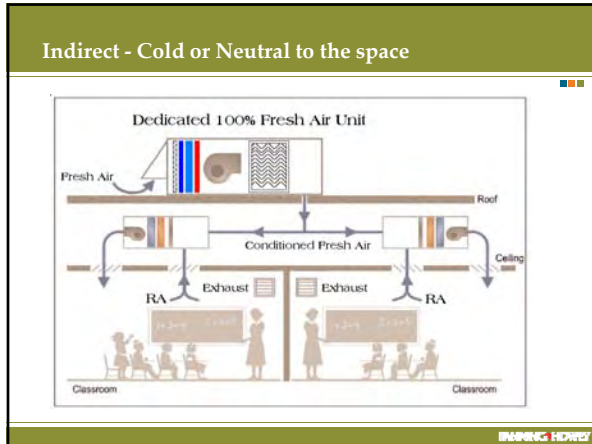 Indirect - Cold or Neutral to the space
Dedicated 100% Fresh Air Unit
Fresh Air
Roof
Conditioned Fresh Air
Ceiling
Exhaust
Exhaust
RA
RA
Classroom
Classroom